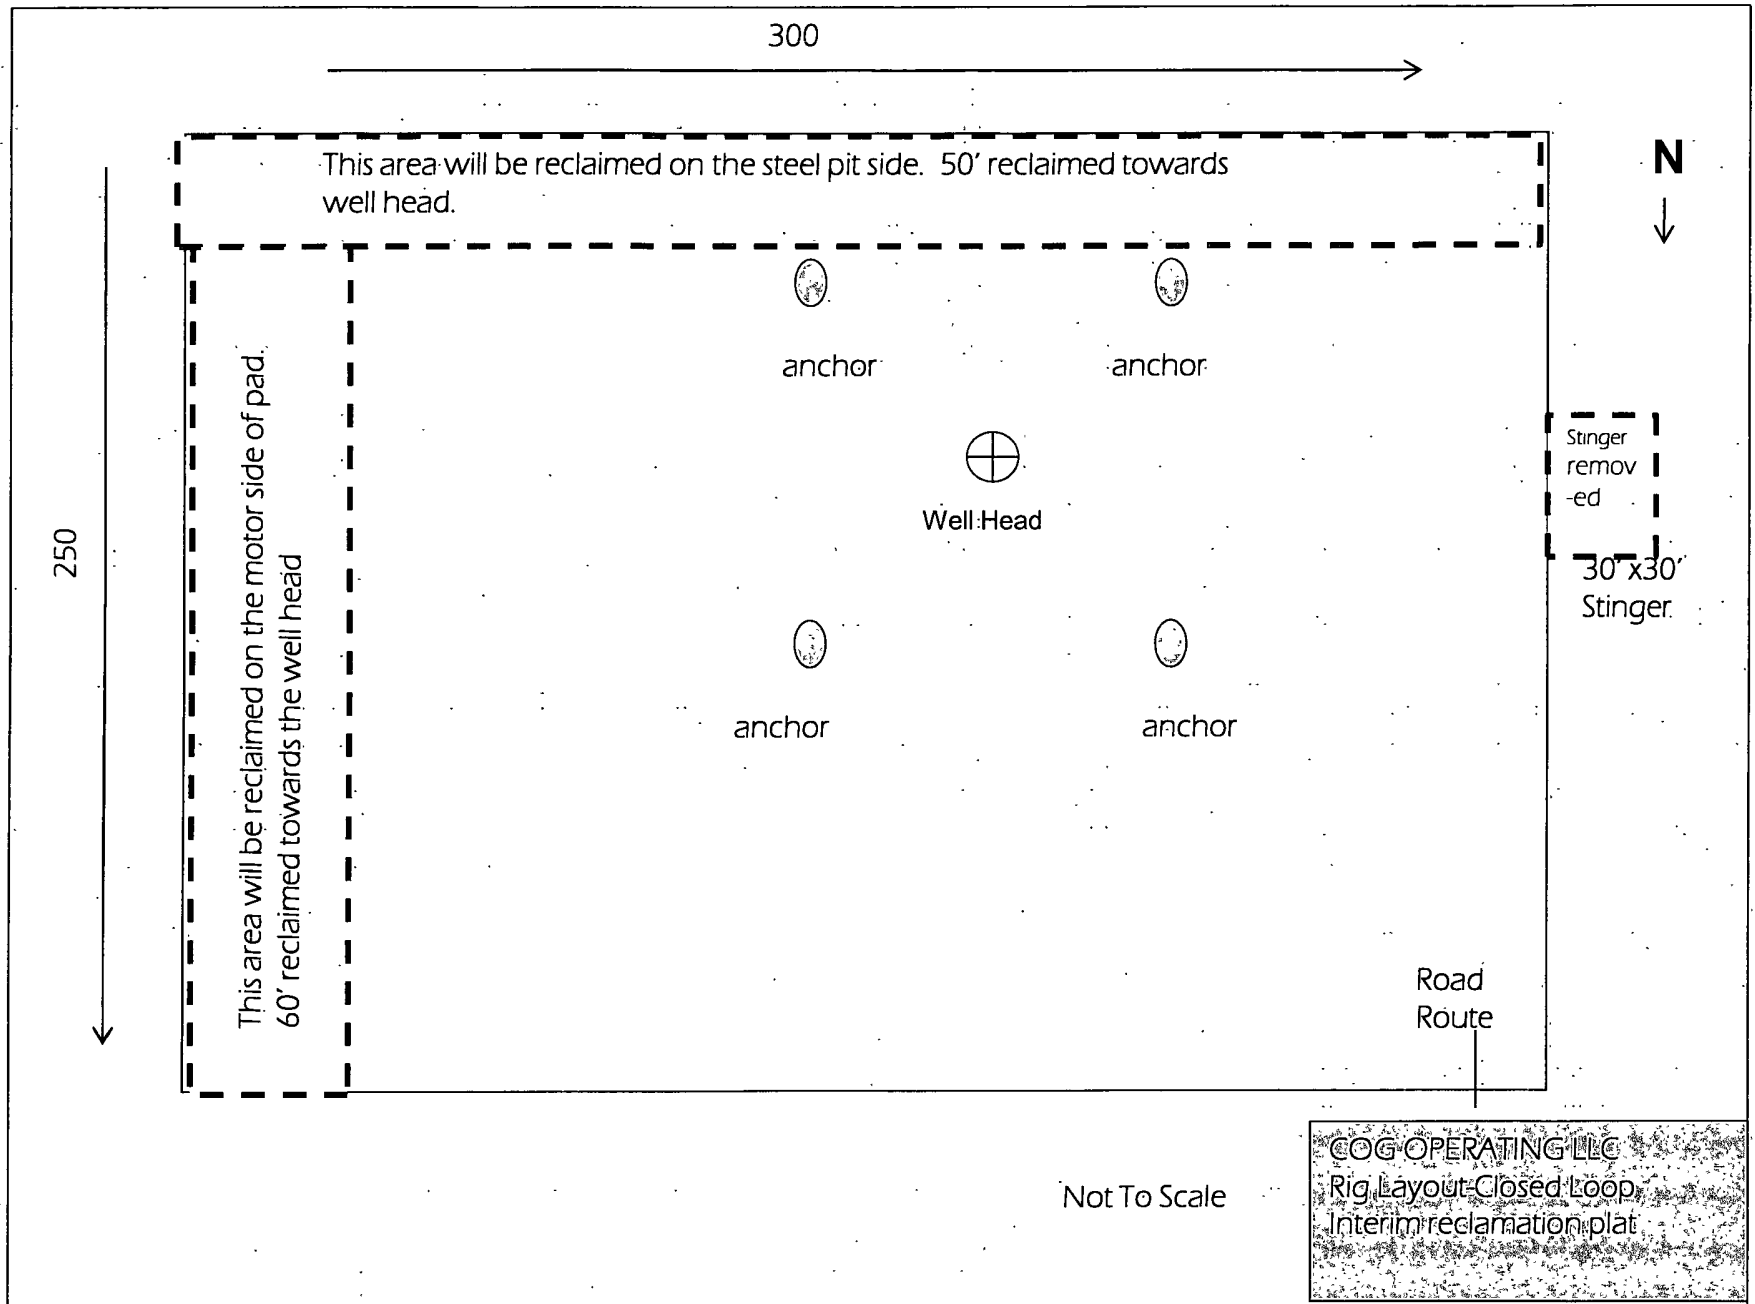 300
This area will be reclaimed on the steel pit side. 50' reclaimed towards
well head.
N
anchor
anchor
Stinger
remov
-ed
Well Head
30'x30'
Stinger
250
This area will be reclaimed on the motor side of pad.
60' reclaimed towards the well head
anchor
anchor
Road
Route
Not To Scale
COG OPERATING LLC
Rig Layout-Closed Loop
Interim reclamation plat